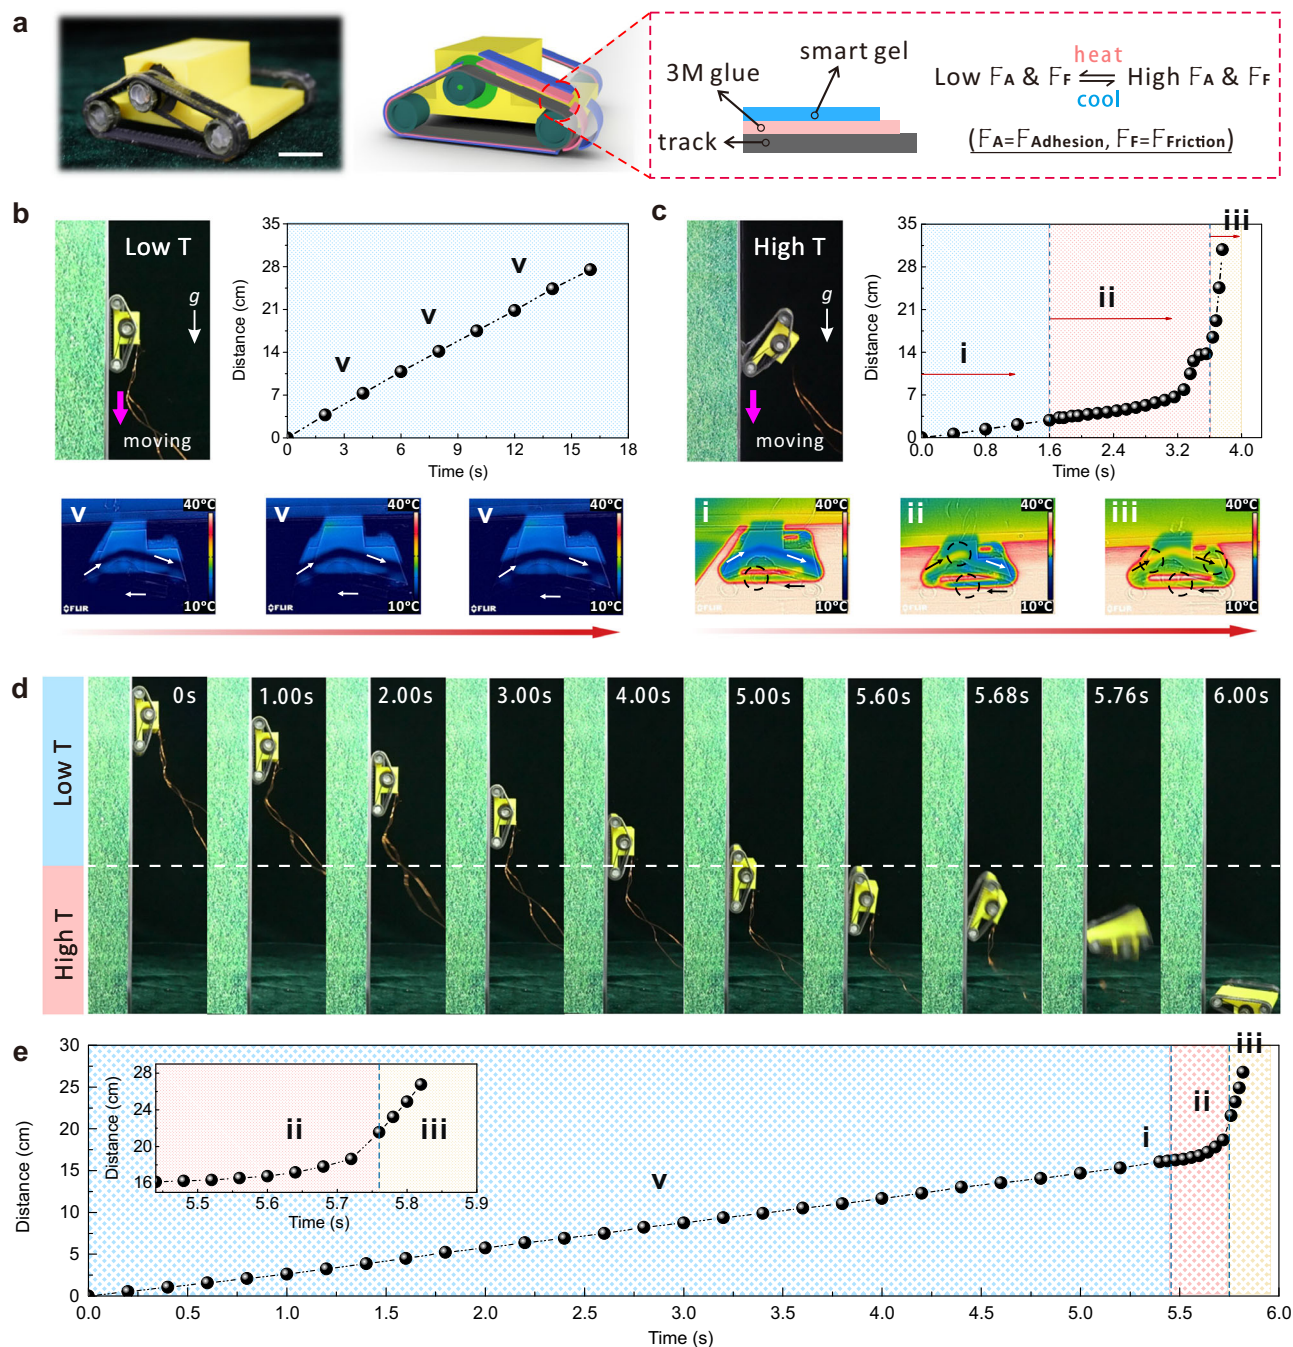 a
smart gel
3M glue
track
heat
Low FA & FF ⇌ High FA & FF
cool
(FA=FAdhesion, FF=FFriction)
b
Low T
g
moving
Distance (cm)
35
28
21
14
7
0
v
v
v
0 3 6 9 12 15 18
Time (s)
c
High T
g
moving
Distance (cm)
35
28
21
14
7
0
i
ii
iii
0.0 0.8 1.6 2.4 3.2 4.0
Time (s)
v
40°C
10°C
FLIR
v
40°C
10°C
FLIR
v
40°C
10°C
FLIR
i
40°C
10°C
FLIR
ii
40°C
10°C
FLIR
iii
40°C
10°C
FLIR
d
Low T
High T
0s 1.00s 2.00s 3.00s 4.00s 5.00s 5.60s 5.68s 5.76s 6.00s
e
Distance (cm)
30
25
20
15
10
5
0
v
i
ii
iii
0.0 0.5 1.0 1.5 2.0 2.5 3.0 3.5 4.0 4.5 5.0 5.5 6.0
Time (s)
Distance (cm)
28
24
20
16
ii
iii
5.5 5.6 5.7 5.8 5.9
Time (s)